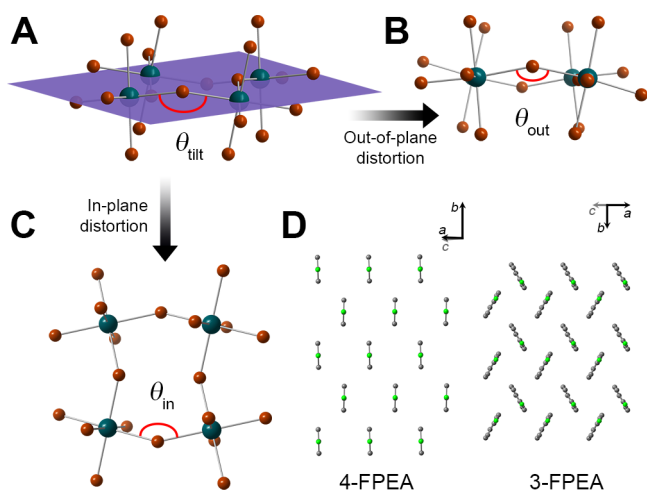 A
B
θtilt
Out-of-plane
distortion
θout
In-plane
distortion
C
D
b
a
c
c
a
b
θin
4-FPEA
3-FPEA